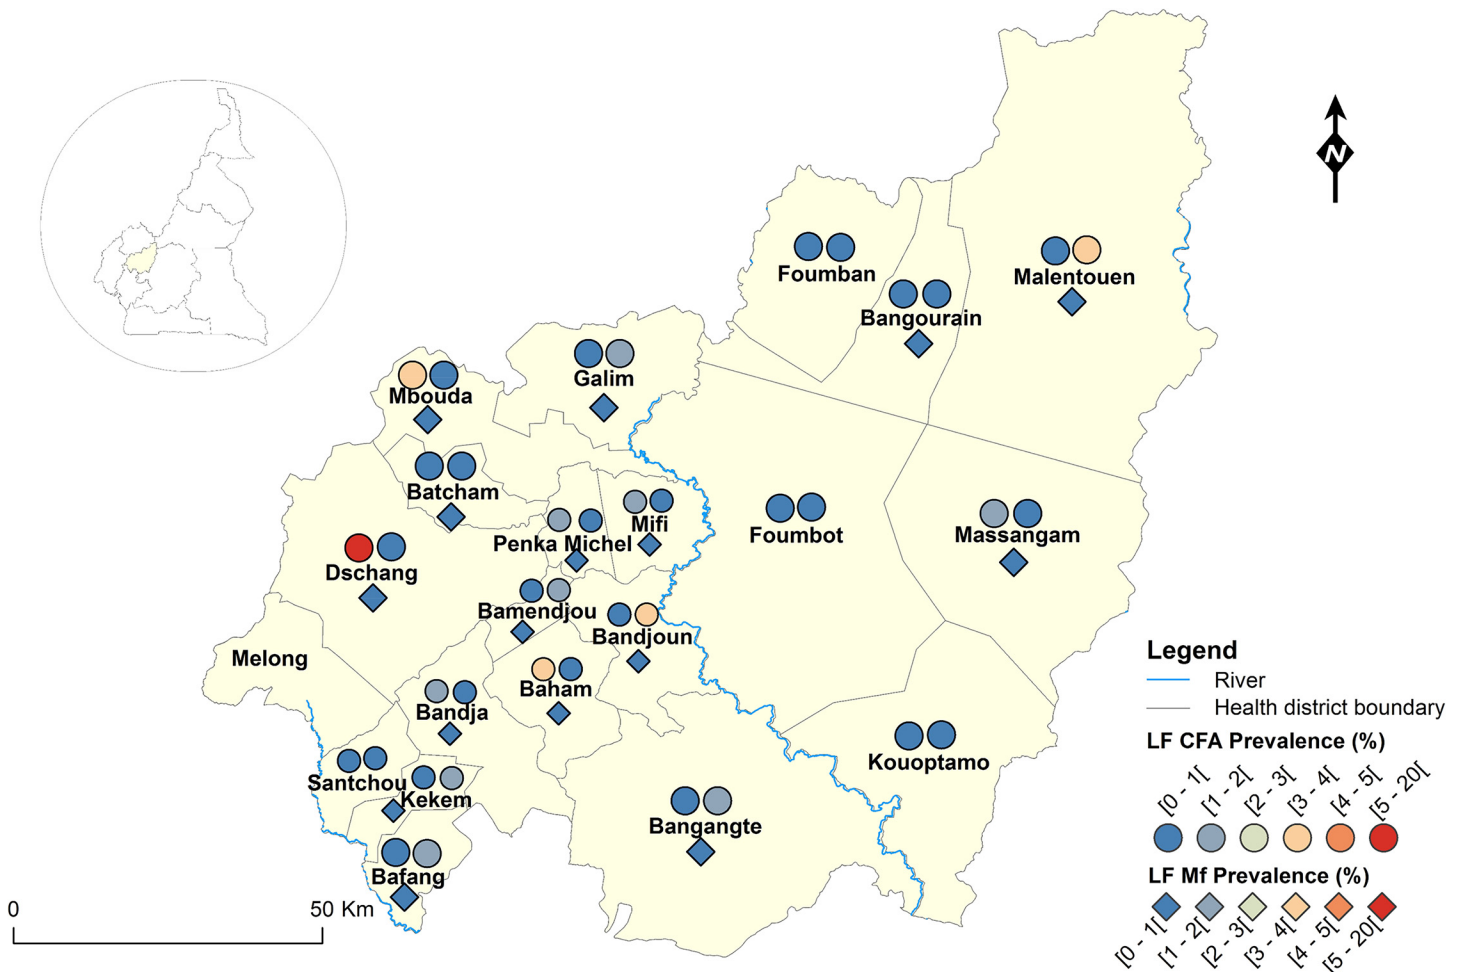 N
Foumban
Malentouen
Bangourain
Galim
Mbouda
Batcham
Mifi
Penka Michel
Foumbot
Massangam
Dschang
Bamendjou
Bandjoun
Melong
Baham
Bandja
Kouoptamo
Santchou
Kekem
Bangangte
Bafang
0
50 Km
Legend
River
Health district boundary
LF CFA Prevalence (%)
[0 - 1[
[1 - 2[
[2 - 3[
[3 - 4[
[4 - 5[
[5 - 20[
LF Mf Prevalence (%)
[0 - 1[
[1 - 2[
[2 - 3[
[3 - 4[
[4 - 5[
[5 - 20[